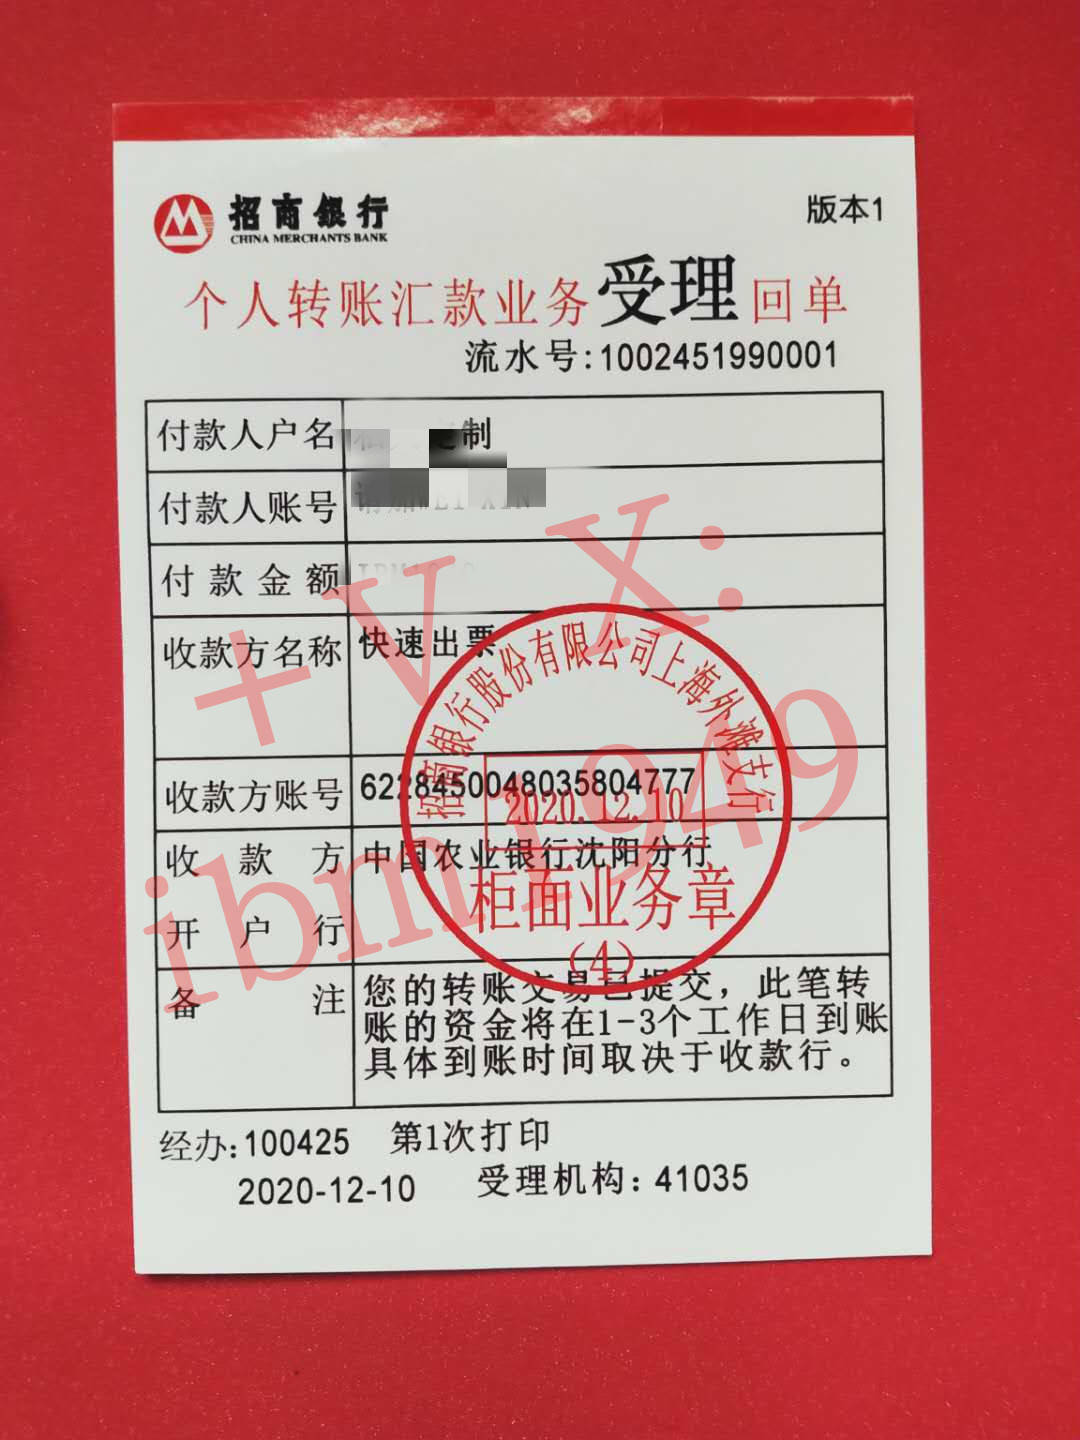 招商银行
CHINA MERCHANTS BANK
版本1
个人转账汇款业务受理回单
流水号:1002451990001
付款人户名 制
付款人账号
付款金额
收款方名称 快速出票
收款方账号 6228450048035804777
收款方开户行 中国农业银行沈阳分行
备注 您的转账交易已提交，此笔转
账的资金将在1-3个工作日到账
具体到账时间取决于收款行。
经办:100425 第1次打印
2020-12-10 受理机构:41035
招商银行股份有限公司上海外滩支行
2020.12.10
柜面业务章
(4)
+VX:
ibm1949